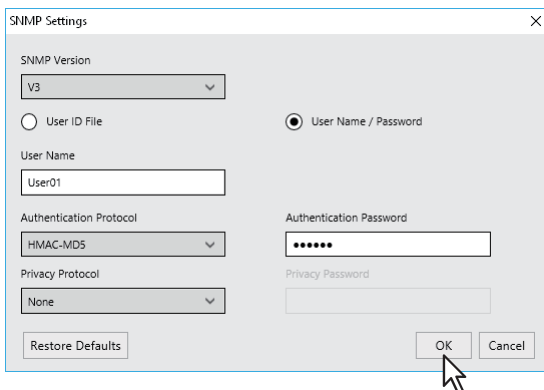 SNMP Settings
SNMP Version
V3
User ID File
User Name / Password
User Name
User01
Authentication Protocol
Authentication Password
HMAC-MD5
••••••
Privacy Protocol
Privacy Password
None
Restore Defaults
OK
Cancel